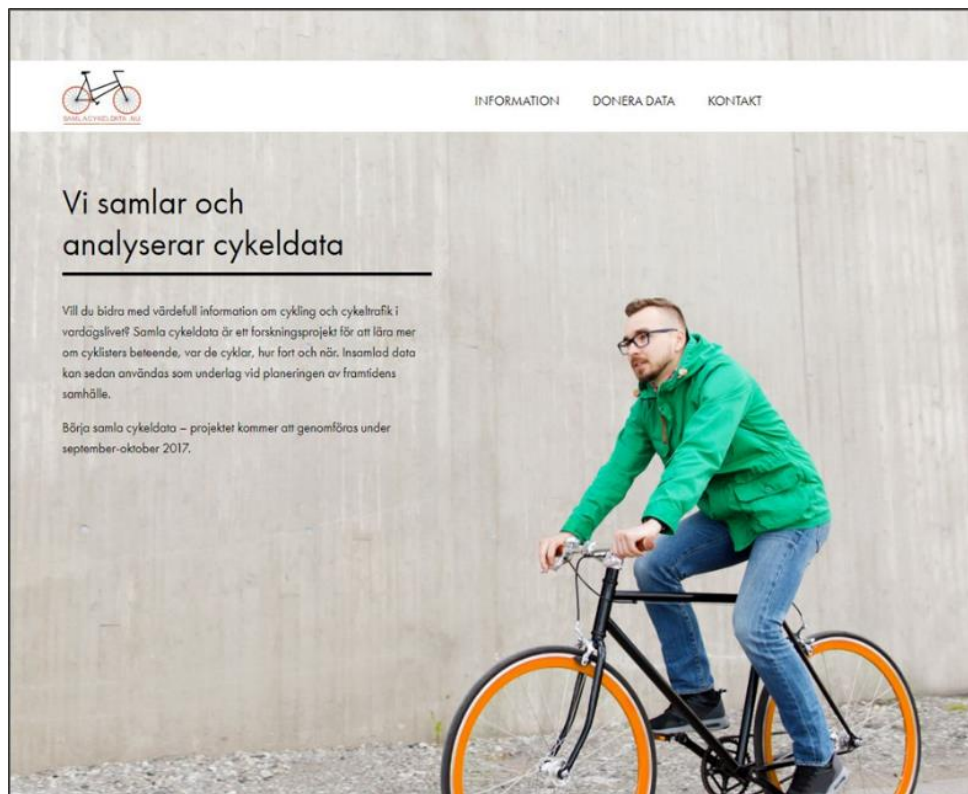 SAMLACYKELDATA.NU
INFORMATION DONERA DATA KONTAKT
Vi samlar och
analyserar cykeldata
Vill du bidra med värdefull information om cykling och cykeltrafik i
vardagslivet? Samla cykeldata är ett forskningsprojekt för att lära mer
om cyklisters beteende, var de cyklar, hur fort och när. Insamlad data
kan sedan användas som underlag vid planeringen av framtidens
samhälle.
Börja samla cykeldata – projektet kommer att genomföras under
september-oktober 2017.